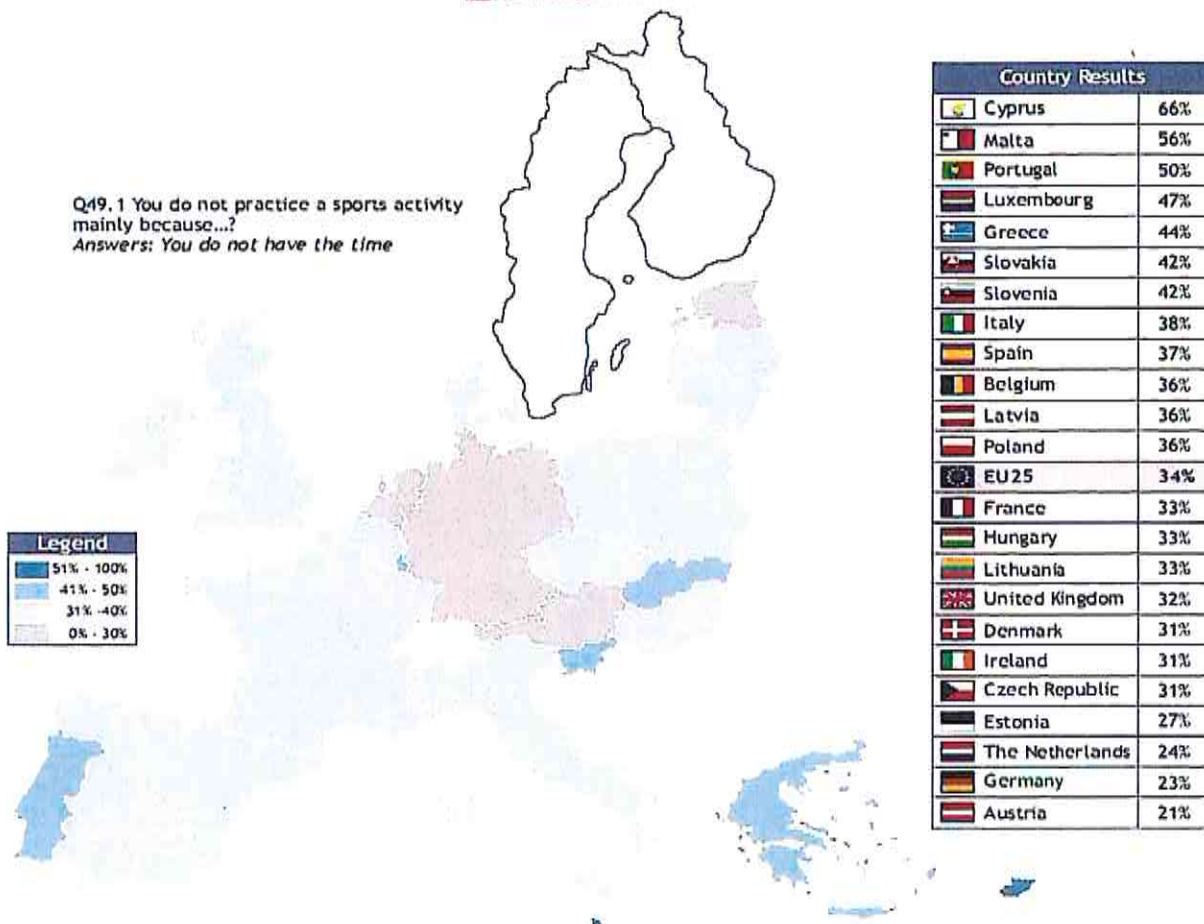 Q49.1 You do not practice a sports activity
mainly because...?
Answers: You do not have the time
Country Results
Cyprus 66%
Malta 56%
Portugal 50%
Luxembourg 47%
Greece 44%
Slovakia 42%
Slovenia 42%
Italy 38%
Spain 37%
Belgium 36%
Latvia 36%
Poland 36%
EU25 34%
France 33%
Hungary 33%
Lithuania 33%
United Kingdom 32%
Denmark 31%
Ireland 31%
Czech Republic 31%
Estonia 27%
The Netherlands 24%
Germany 23%
Austria 21%
Legend
51% - 100%
41% - 50%
31% -40%
0% - 30%